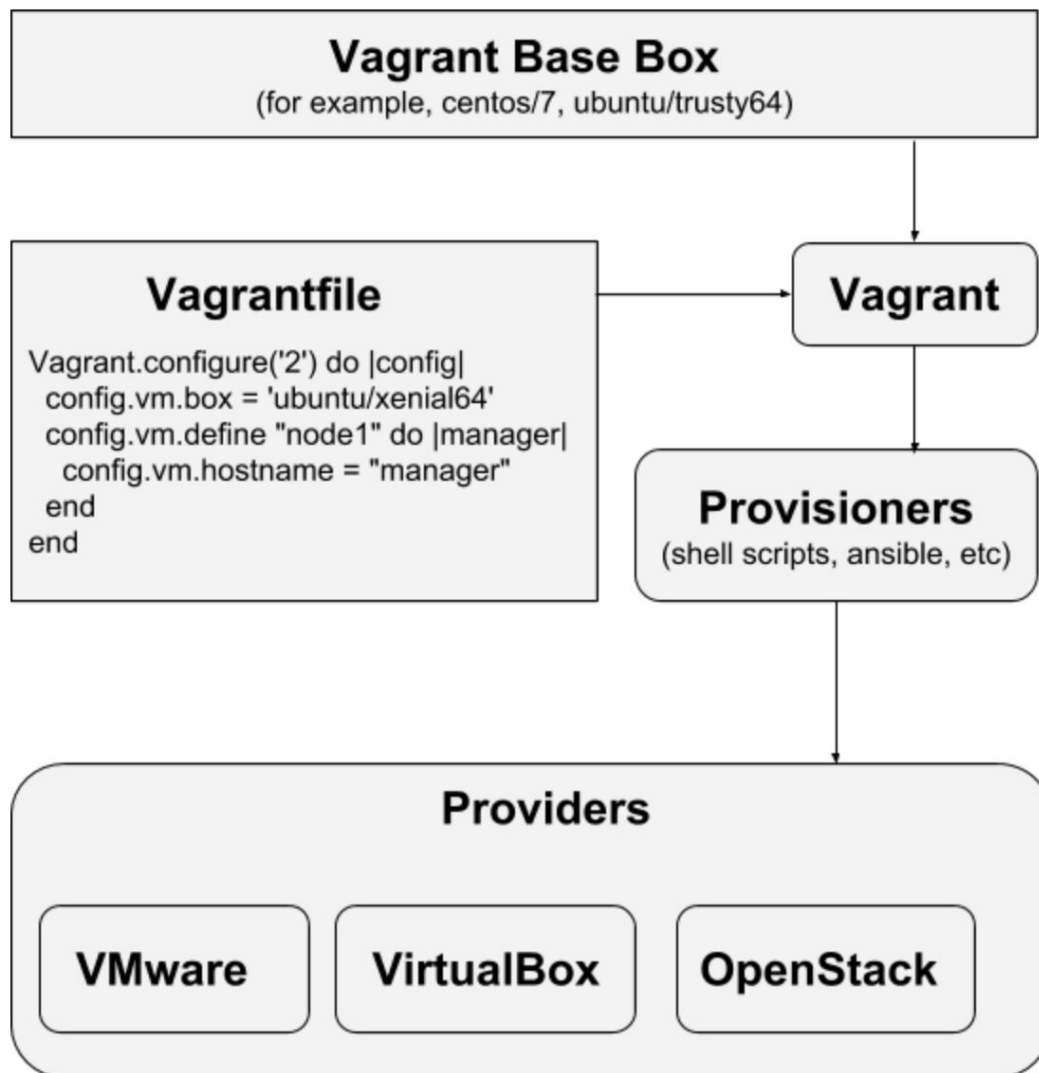 Vagrant Base Box
(for example, centos/7, ubuntu/trusty64)
Vagrantfile
Vagrant.configure('2') do |config|
config.vm.box = 'ubuntu/xenial64'
config.vm.define "node1" do |manager|
config.vm.hostname = "manager"
end
end
Vagrant
Provisioners
(shell scripts, ansible, etc)
Providers
VMware
VirtualBox
OpenStack